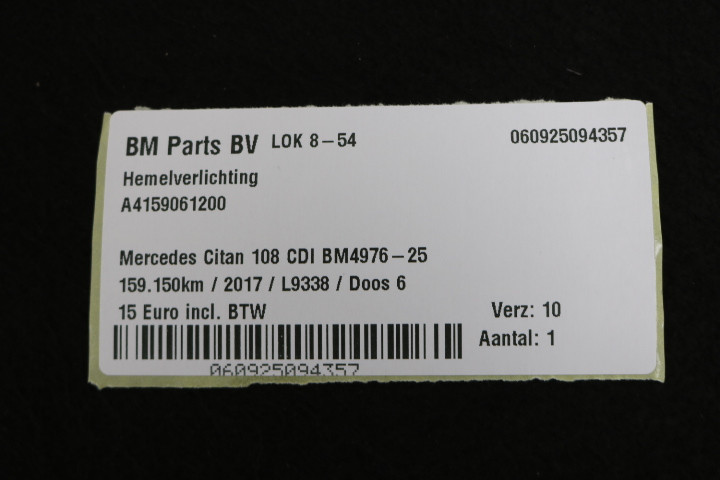 BM Parts BV LOK 8-54 060925094357
Hemelverlichting
A4159061200
Mercedes Citan 108 CDI BM4976-25
159.150km / 2017 / L9338 / Doos 6
15 Euro incl. BTW Verz: 10
Aantal: 1
060925094357